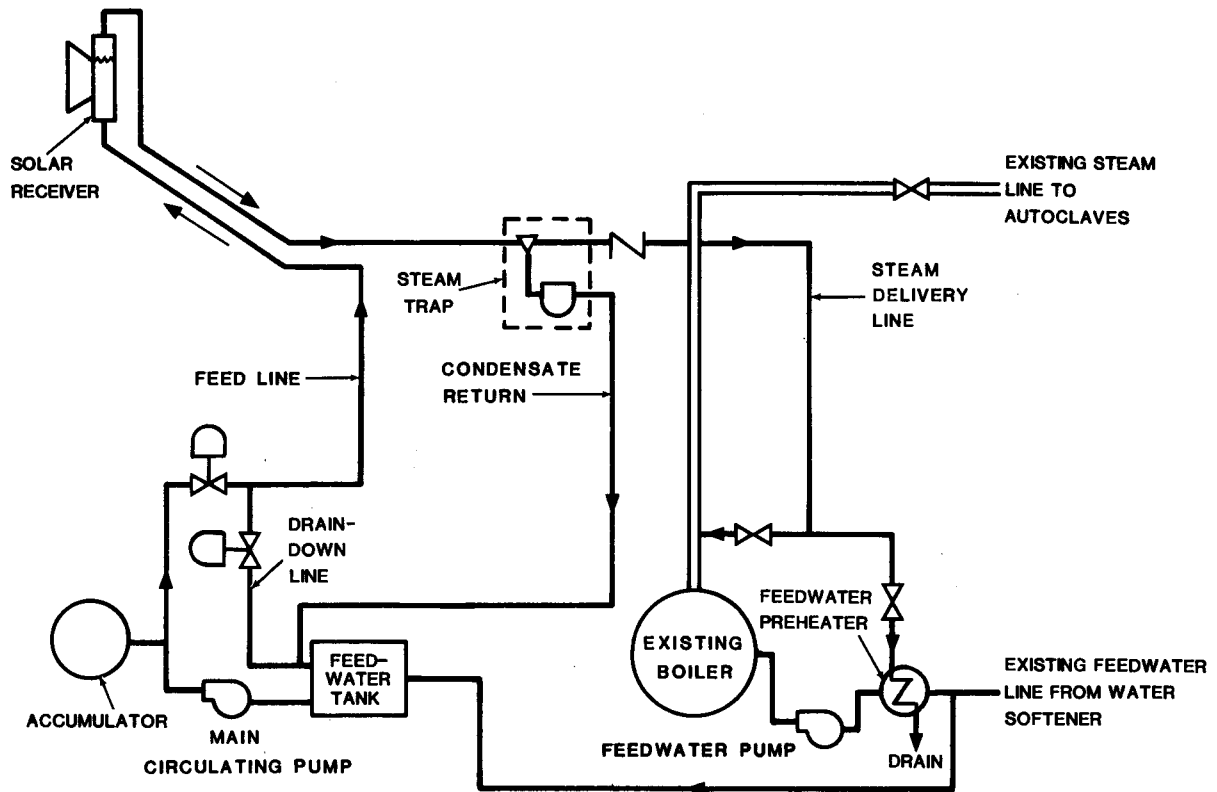 SOLAR
RECEIVER
EXISTING STEAM
LINE TO
AUTOCLAVES
STEAM
TRAP
STEAM
DELIVERY
LINE
FEED LINE
CONDENSATE
RETURN
DRAIN-
DOWN
LINE
FEEDWATER
PREHEATER
EXISTING
BOILER
FEED-
WATER
TANK
EXISTING FEEDWATER
LINE FROM WATER
SOFTENER
ACCUMULATOR
MAIN
CIRCULATING PUMP
FEEDWATER PUMP
DRAIN